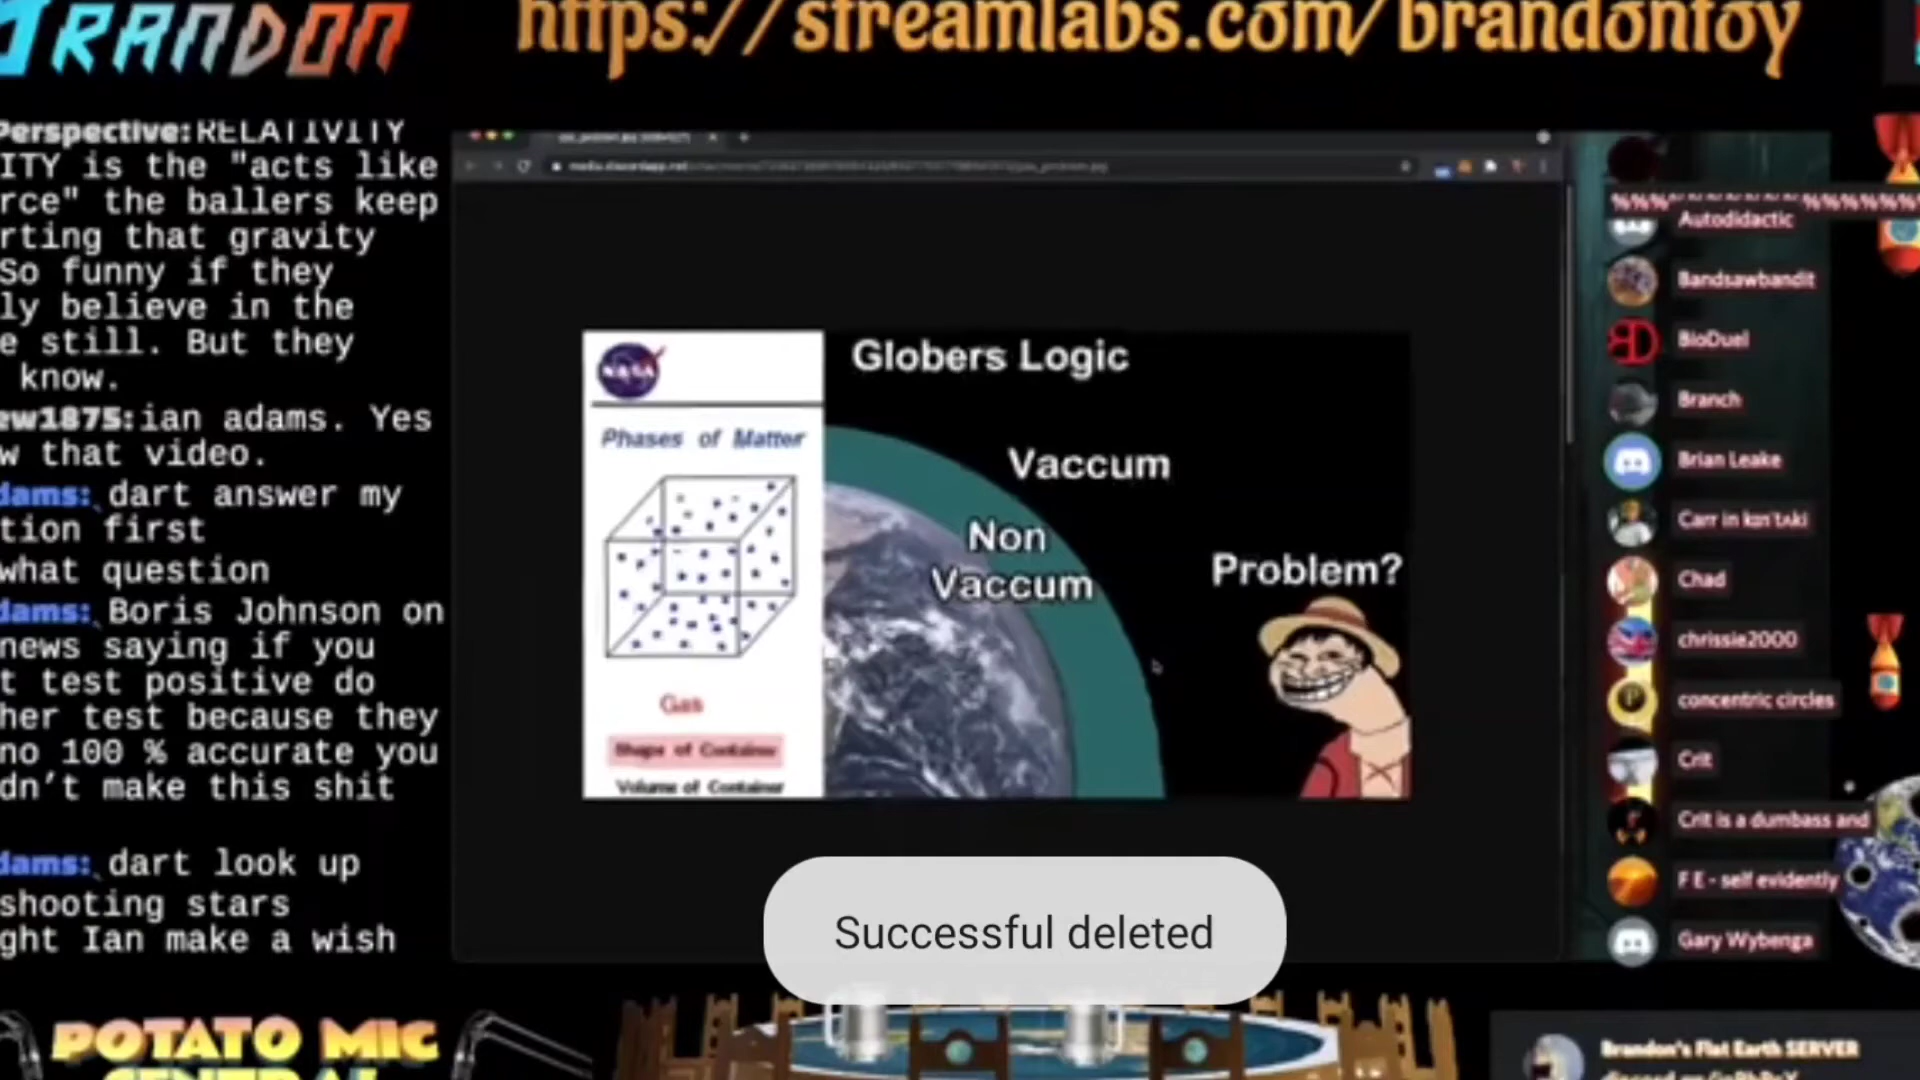 BRANDON
https://streamlabs.com/brandonfoy
Perspective: RELATIVITY
ITY is the "acts like
rce" the ballers keep
rting that gravity
So funny if they
ly believe in the
e still. But they
know.
ew1875: ian adams. Yes
w that video.
dams: dart answer my
tion first
what question
dams: Boris Johnson on
news saying if you
t test positive do
her test because they
no 100 % accurate you
dn't make this shit
dams: dart look up
shooting stars
ght Ian make a wish
NASA
Phases of Matter
Gas
Shape of Container
Volume of Container
Globers Logic
Vaccum
Non
Vaccum
Problem?
Autodidactic
Bandsawbandit
BioDuel
Branch
Brian Leake
Carr in
Chad
chrissie2000
concentric circles
Crit
Crit is a dumbass and
F E - self evidently
Gary Wybenga
Successful deleted
POTATO MIC
CENTRAL
Brandon's Flat Earth SERVER